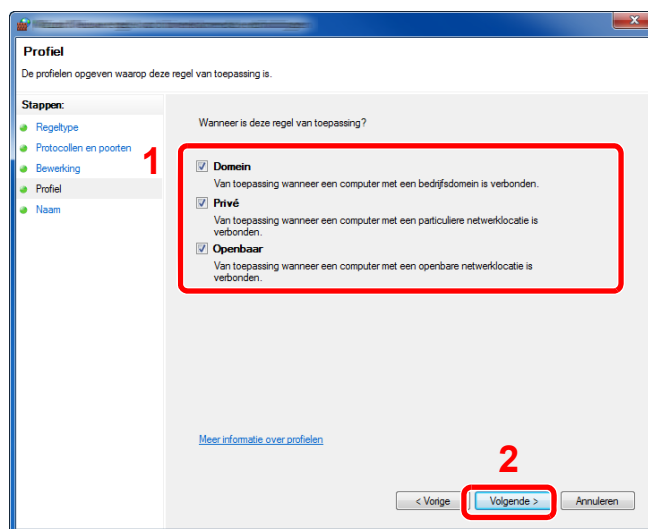 Profiel
De profielen opgeven waarop deze regel van toepassing is.
Stappen:
Regeltype
Protocollen en poorten
Bewerking
Profiel
Naam
Wanneer is deze regel van toepassing?
1
Domein
Van toepassing wanneer een computer met een bedrijfsdomein is verbonden.
Privé
Van toepassing wanneer een computer met een particuliere netwerklocatie is
verbonden.
Openbaar
Van toepassing wanneer een computer met een openbare netwerklocatie is
verbonden.
Meer informatie over profielen
2
< Vorige
Volgende >
Annuleren